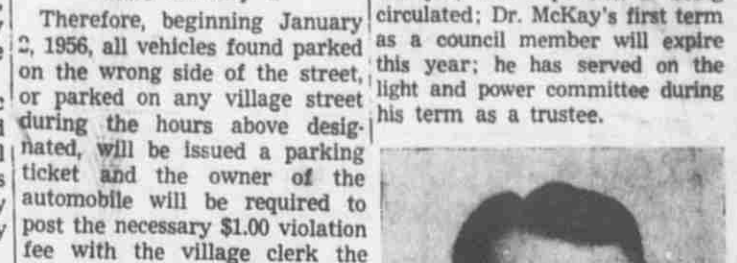 Therefore, beginning January
2, 1956, all vehicles found parked
on the wrong side of the street,
or parked on any village street
during the hours above desig-
nated, will be issued a parking
ticket and the owner of the
automobile will be required to
post the necessary $1.00 violation
fee with the village clerk the
circulated; Dr. McKay's first term
as a council member will expire
this year; he has served on the
light and power committee during
his term as a trustee.